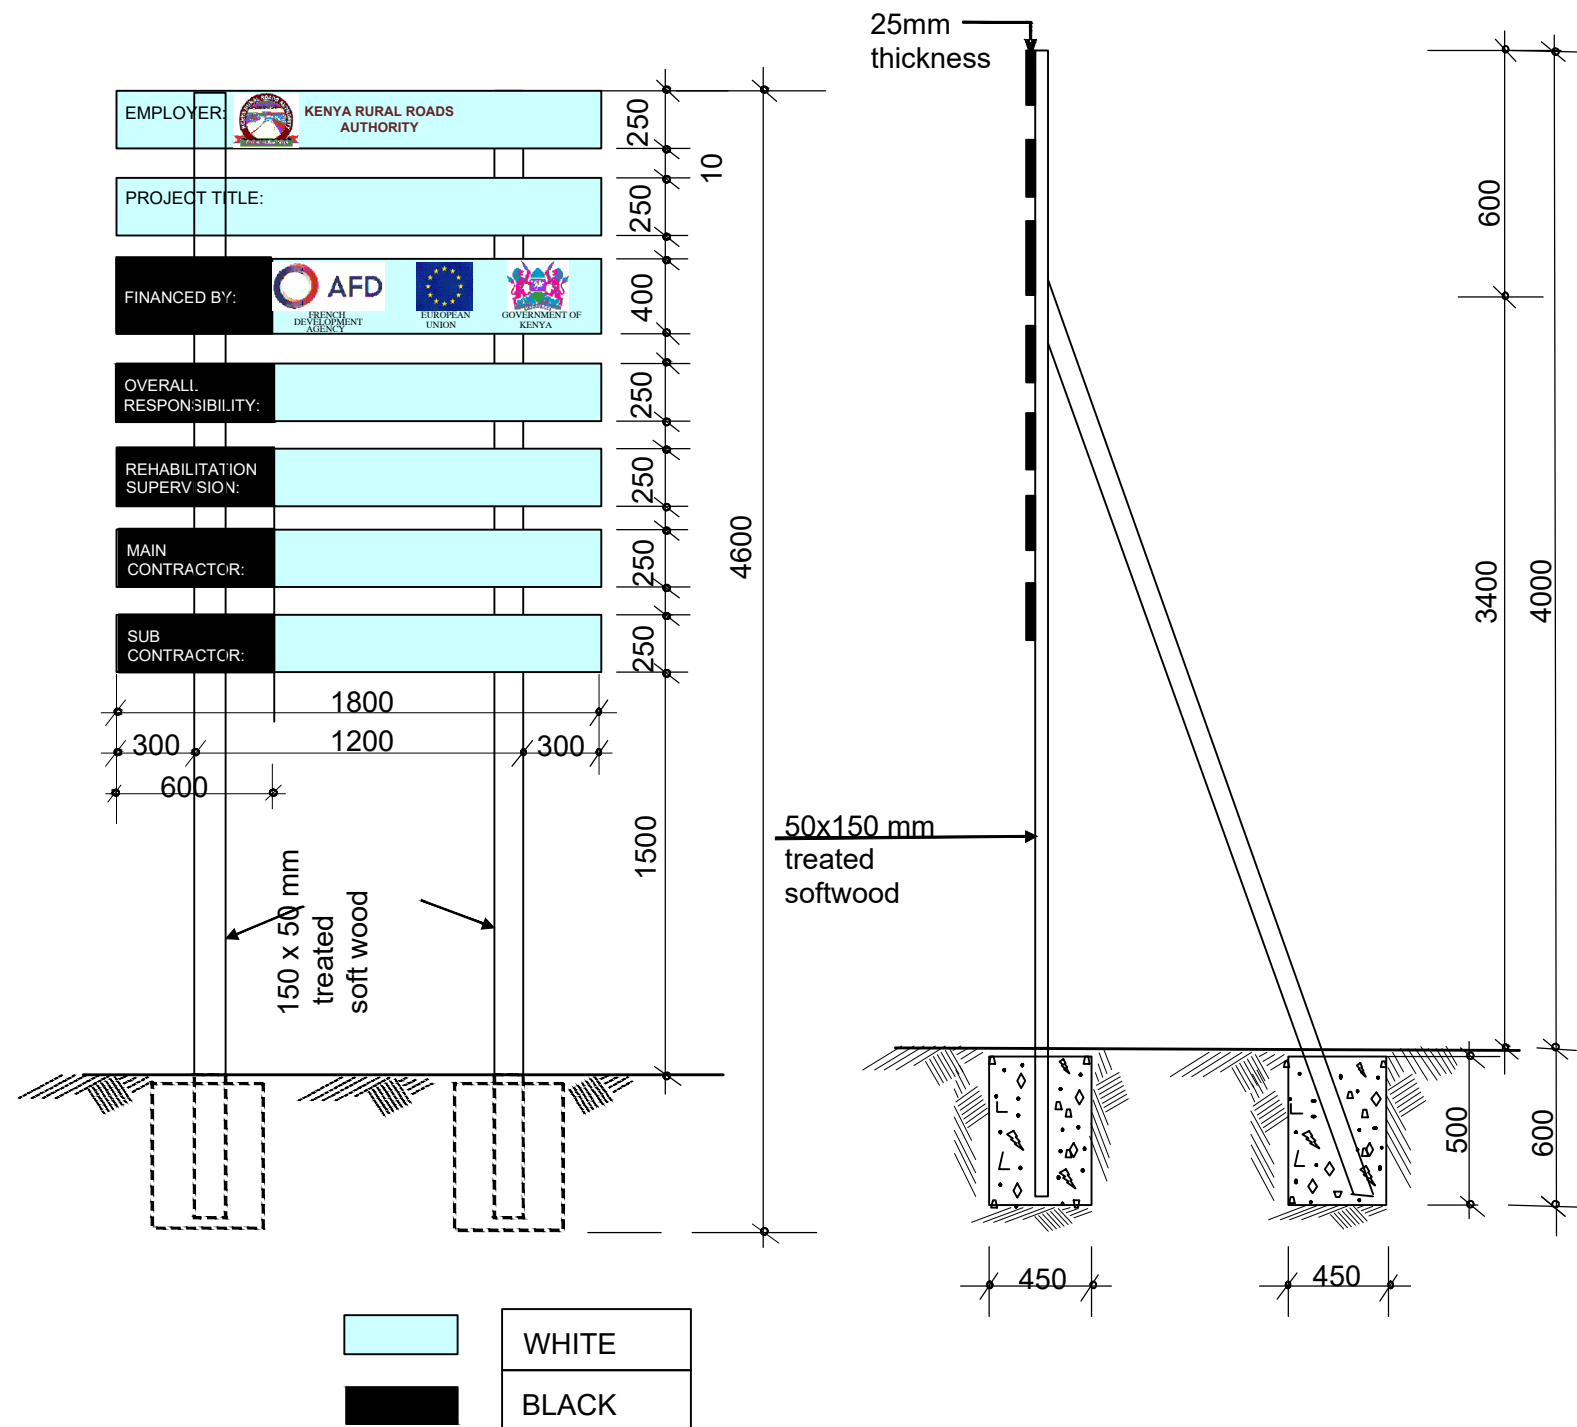 25mm
thickness
EMPLOYER:
KENYA RURAL ROADS
AUTHORITY
250
10
PROJECT TITLE:
250
FINANCED BY:
AFD
FRENCH
DEVELOPMENT
AGENCY
EUROPEAN
UNION
GOVERNMENT OF
KENYA
400
OVERALL
RESPONSIBILITY:
250
REHABILITATION
SUPERVISION:
250
MAIN
CONTRACTOR:
250
SUB
CONTRACTOR:
250
4600
1800
300
1200
300
600
1500
150 x 50 mm
treated
soft wood
50x150 mm
treated
softwood
600
3400
4000
500
600
450
450
WHITE
BLACK